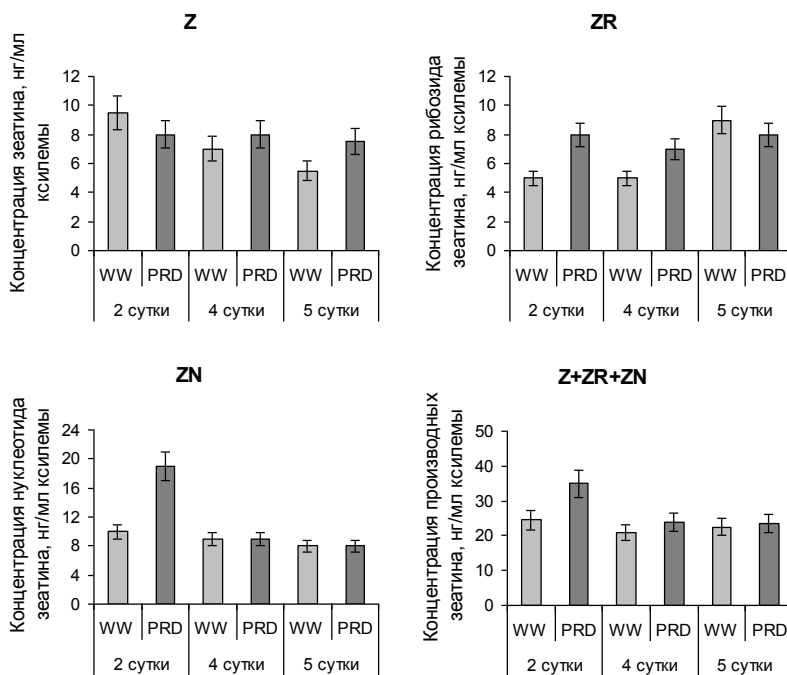 Z
Концентрация зеатина, нг/мл
ксилемы
12
10
8
6
4
2
0
WW PRD WW PRD WW PRD
2 сутки 4 сутки 5 сутки
ZR
Концентрация рибозида
зеатина, нг/мл ксилемы
12
10
8
6
4
2
0
WW PRD WW PRD WW PRD
2 сутки 4 сутки 5 сутки
ZN
Концентрация нуклеотида
зеатина, нг/мл ксилемы
24
20
16
12
8
4
0
WW PRD WW PRD WW PRD
2 сутки 4 сутки 5 сутки
Z+ZR+ZN
Концентрация производных
зеатина, нг/мл ксилемы
50
40
30
20
10
0
WW PRD WW PRD WW PRD
2 сутки 4 сутки 5 сутки